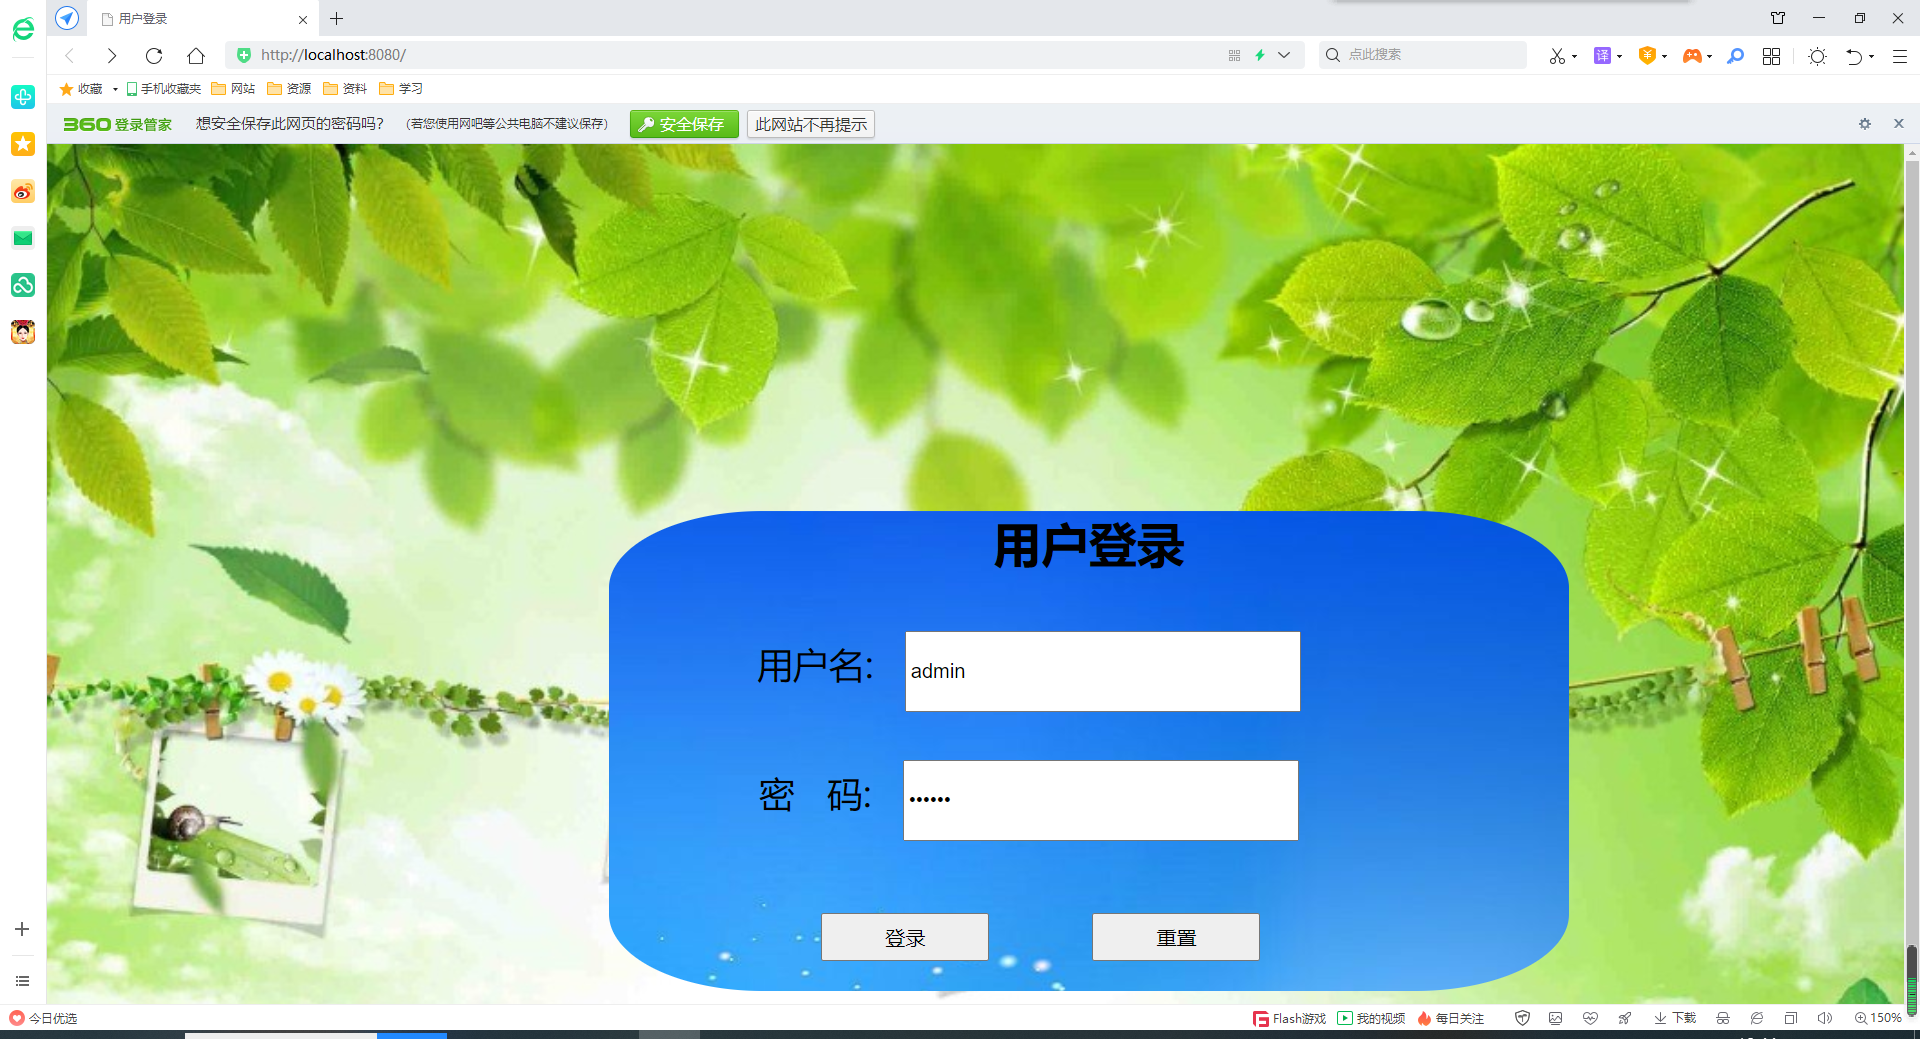 用户登录
http://localhost:8080/
点此搜索
译
收藏 手机收藏夹 网站 资源 资料 学习
360登录管家 想安全保存此网页的密码吗? (若您使用网吧等公共电脑不建议保存) 安全保存 此网站不再提示
用户登录
用户名: admin
密 码: ••••••
登录 重置
今日优选 Flash游戏 我的视频 每日关注 下载 150%